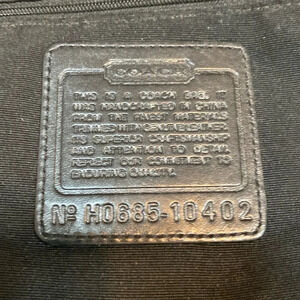 COACH
THIS IS A COACH BAG. IT
WAS HANDCRAFTED IN CHINA
FROM THE FINEST MATERIALS
TRIMMED IN GENUINE LEATHER.
ITS SUPERIOR CRAFTSMANSHIP
AND ATTENTION TO DETAIL
REFLECT OUR COMMITMENT TO
ENDURING QUALITY.
Nº H0685-10402